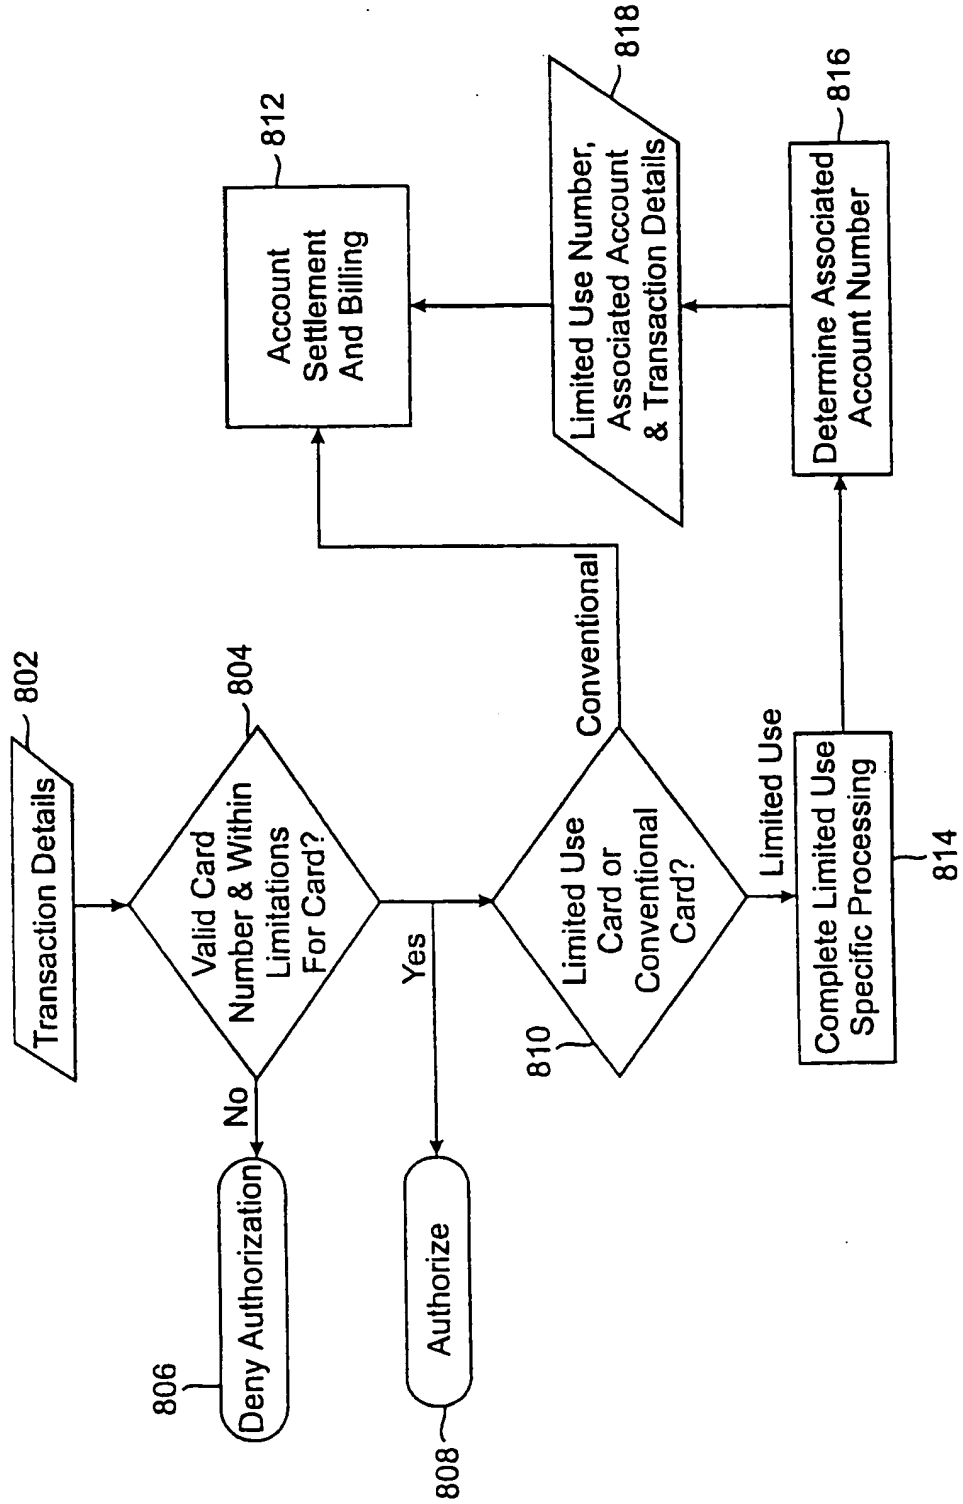 802
Transaction Details
804
Valid Card
Number & Within
Limitations
For Card?
No
806
Deny Authorization
Yes
808
Authorize
810
Limited Use
Card or
Conventional
Card?
Conventional
812
Account
Settlement
And Billing
Limited Use
Complete Limited Use
Specific Processing
814
816
Determine Associated
Account Number
818
Limited Use Number,
Associated Account
& Transaction Details